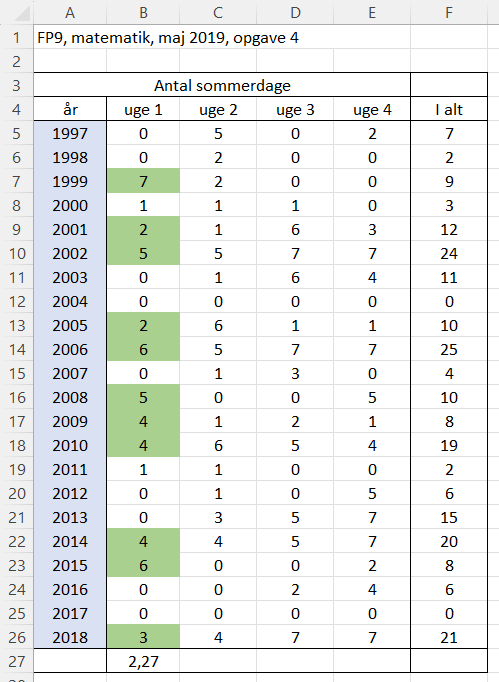 A B C D E F
1 FP9, matematik, maj 2019, opgave 4
2
3 Antal sommerdage
4 år uge 1 uge 2 uge 3 uge 4 I alt
5 1997 0 5 0 2 7
6 1998 0 2 0 0 2
7 1999 7 2 0 0 9
8 2000 1 1 1 0 3
9 2001 2 1 6 3 12
10 2002 5 5 7 7 24
11 2003 0 1 6 4 11
12 2004 0 0 0 0 0
13 2005 2 6 1 1 10
14 2006 6 5 7 7 25
15 2007 0 1 3 0 4
16 2008 5 0 0 5 10
17 2009 4 1 2 1 8
18 2010 4 6 5 4 19
19 2011 1 1 0 0 2
20 2012 0 1 0 5 6
21 2013 0 3 5 7 15
22 2014 4 4 5 7 20
23 2015 6 0 0 2 8
24 2016 0 0 2 4 6
25 2017 0 0 0 0 0
26 2018 3 4 7 7 21
27 2,27